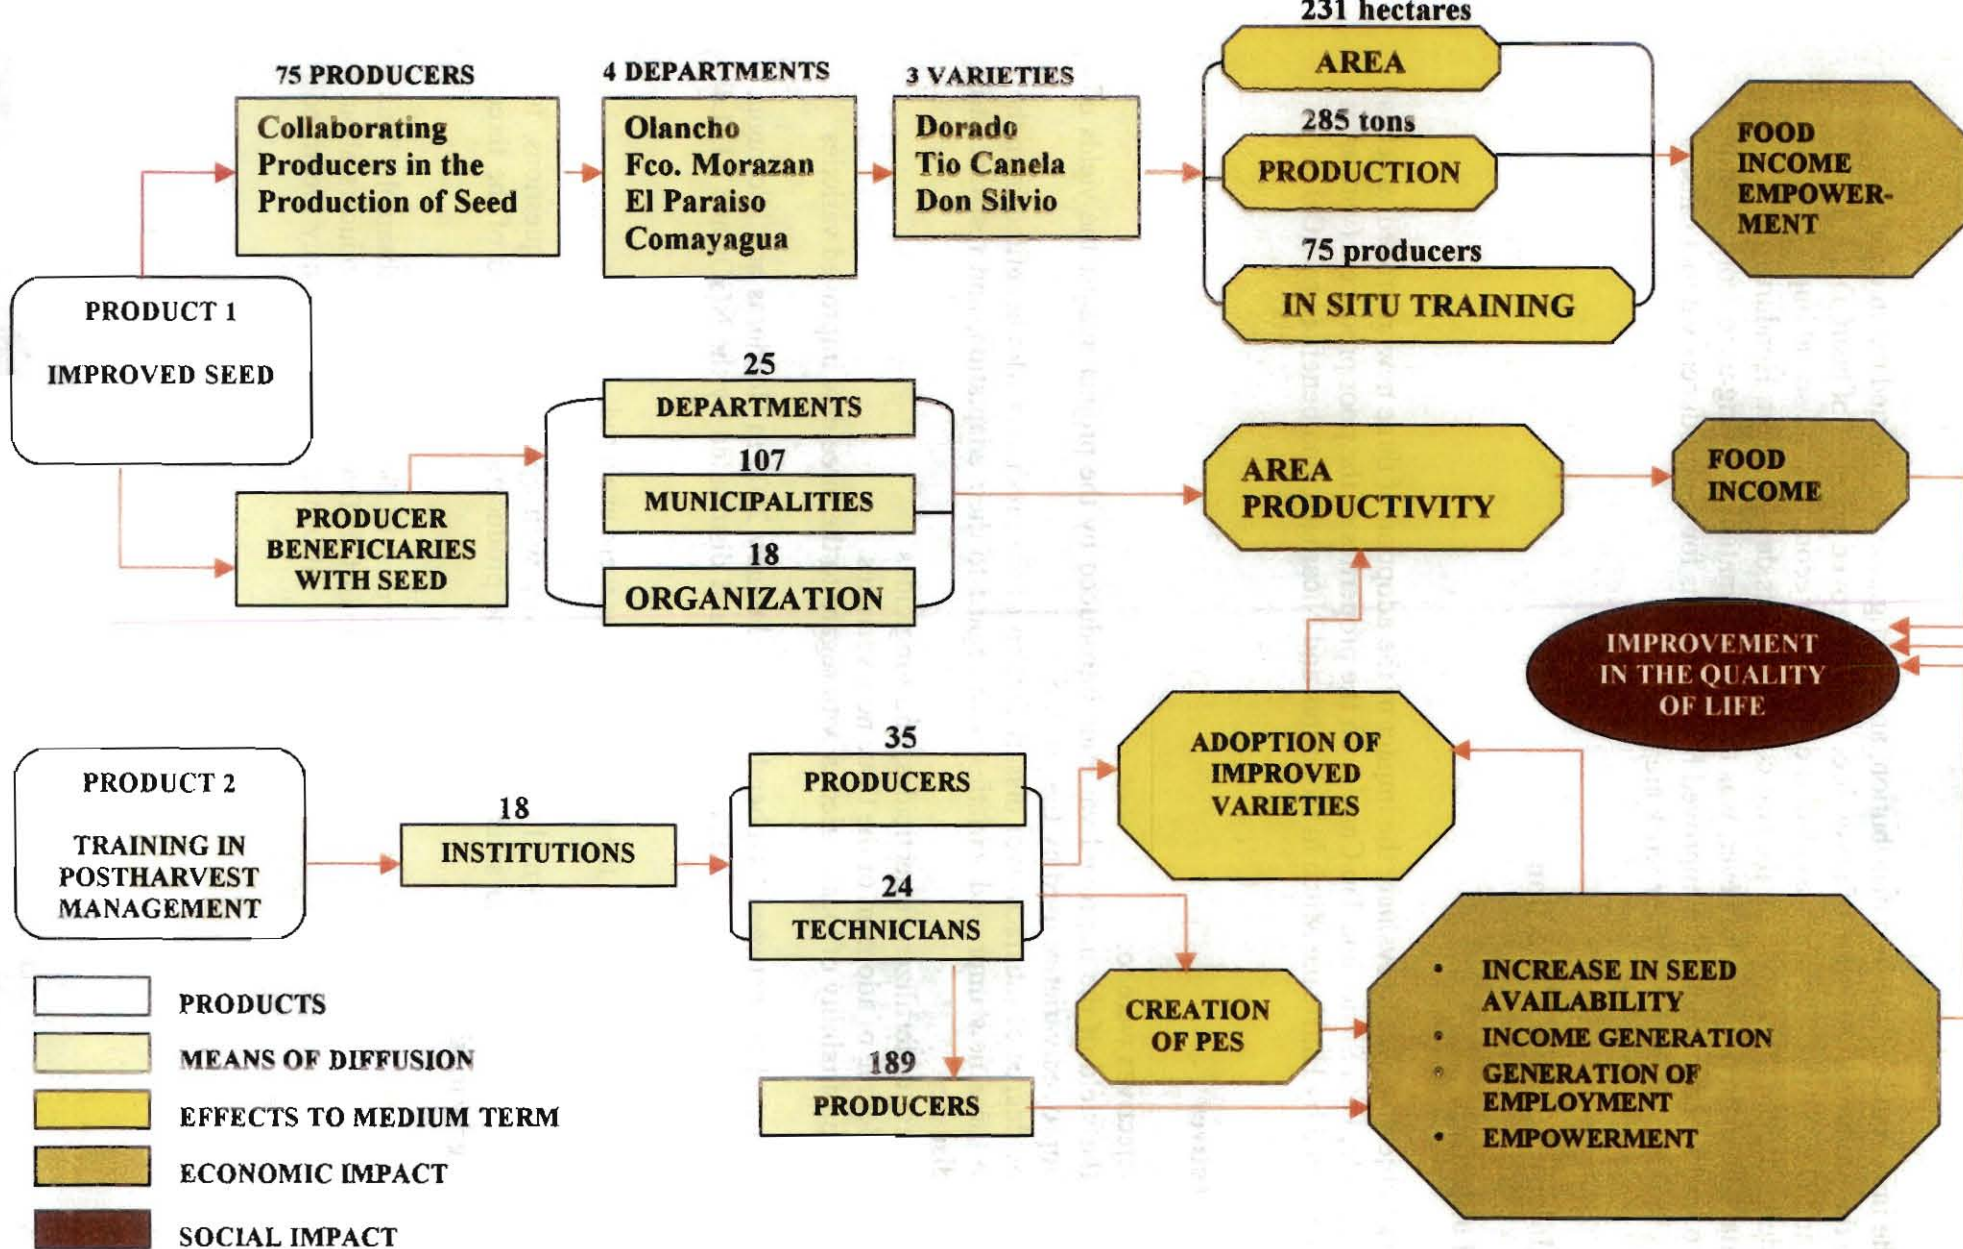 231 hectares
AREA
75 PRODUCERS
Collaborating
Producers in the
Production of Seed
4 DEPARTMENTS
Olancho
Fco. Morazan
El Paraiso
Comayagua
3 VARIETIES
Dorado
Tio Canela
Don Silvio
285 tons
PRODUCTION
75 producers
IN SITU TRAINING
FOOD
INCOME
EMPOWER-
MENT
PRODUCT 1
IMPROVED SEED
25
DEPARTMENTS
107
MUNICIPALITIES
18
ORGANIZATION
PRODUCER
BENEFICIARIES
WITH SEED
AREA
PRODUCTIVITY
FOOD
INCOME
IMPROVEMENT
IN THE QUALITY
OF LIFE
PRODUCT 2
TRAINING IN
POSTHARVEST
MANAGEMENT
18
INSTITUTIONS
35
PRODUCERS
24
TECHNICIANS
ADOPTION OF
IMPROVED
VARIETIES
CREATION
OF PES
189
PRODUCERS
• INCREASE IN SEED
AVAILABILITY
• INCOME GENERATION
• GENERATION OF
EMPLOYMENT
• EMPOWERMENT
PRODUCTS
MEANS OF DIFFUSION
EFFECTS TO MEDIUM TERM
ECONOMIC IMPACT
SOCIAL IMPACT